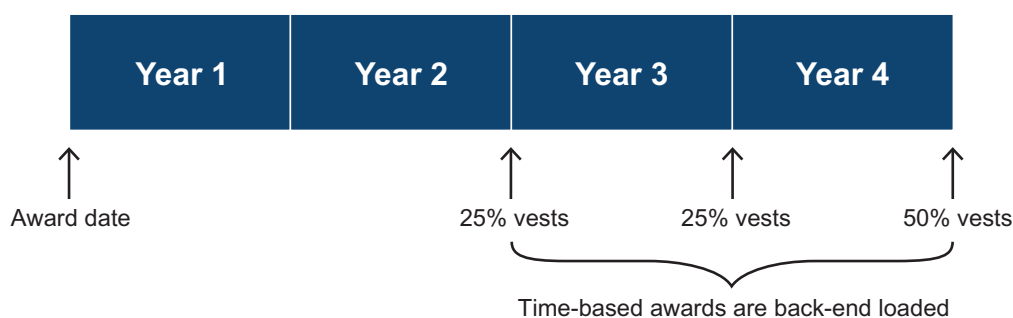 Year 1 Year 2 Year 3 Year 4
Award date 25% vests 25% vests 50% vests
Time-based awards are back-end loaded